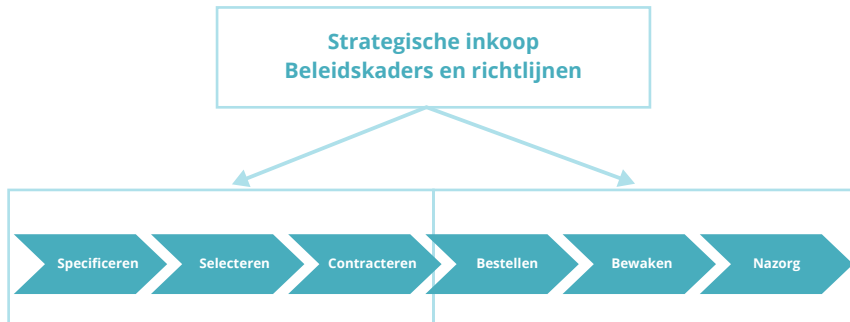 Strategische inkoop
Beleidskaders en richtlijnen
Specificeren
Selecteren
Contracteren
Bestellen
Bewaken
Nazorg